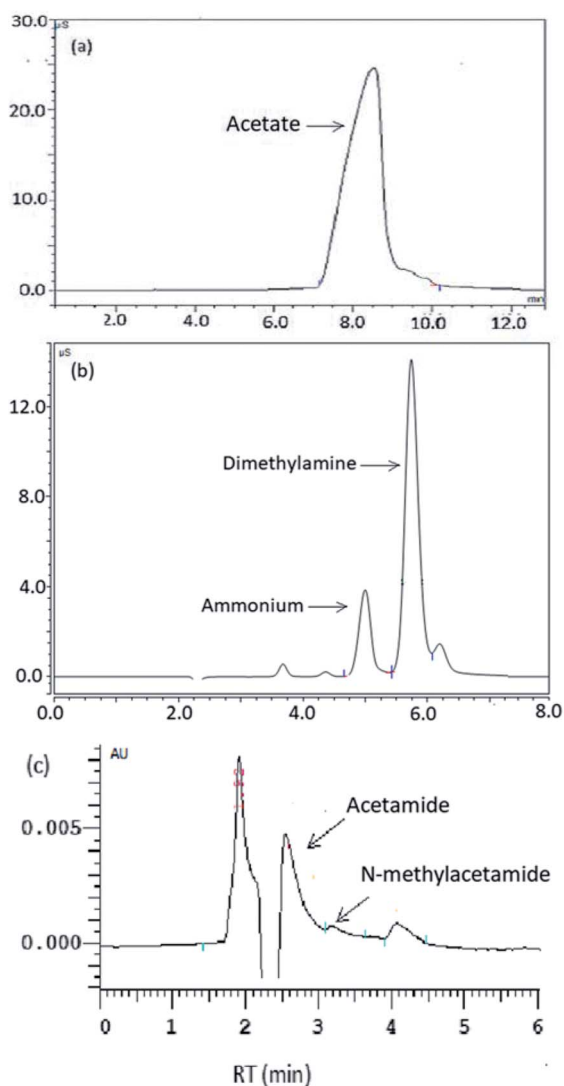 30.0
µS
(a)
20.0
Acetate
10.0
0.0
min
2.0 4.0 6.0 8.0 10.0 12.0
µS
(b)
12.0
Dimethylamine
8.0
4.0
Ammonium
0.0
0.0 2.0 4.0 6.0 8.0
(c)
AU
Acetamide
0.005
N-methylacetamide
0.000
0 1 2 3 4 5 6
RT (min)